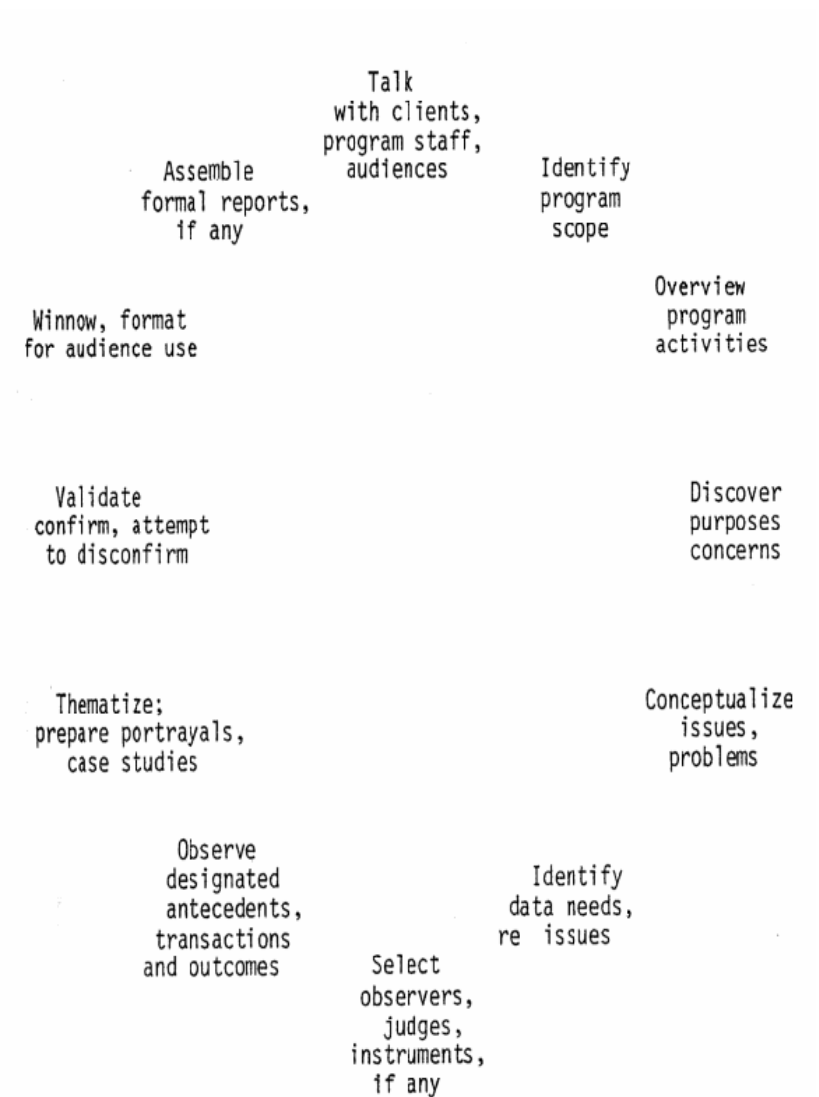 Talk
with clients,
program staff,
audiences
Identify
program
scope
Overview
program
activities
Discover
purposes
concerns
Conceptualize
issues,
problems
Identify
data needs,
re issues
Select
observers,
judges,
instruments,
if any
Observe
designated
antecedents,
transactions
and outcomes
Thematize;
prepare portrayals,
case studies
Validate
confirm, attempt
to disconfirm
Winnow, format
for audience use
Assemble
formal reports,
if any